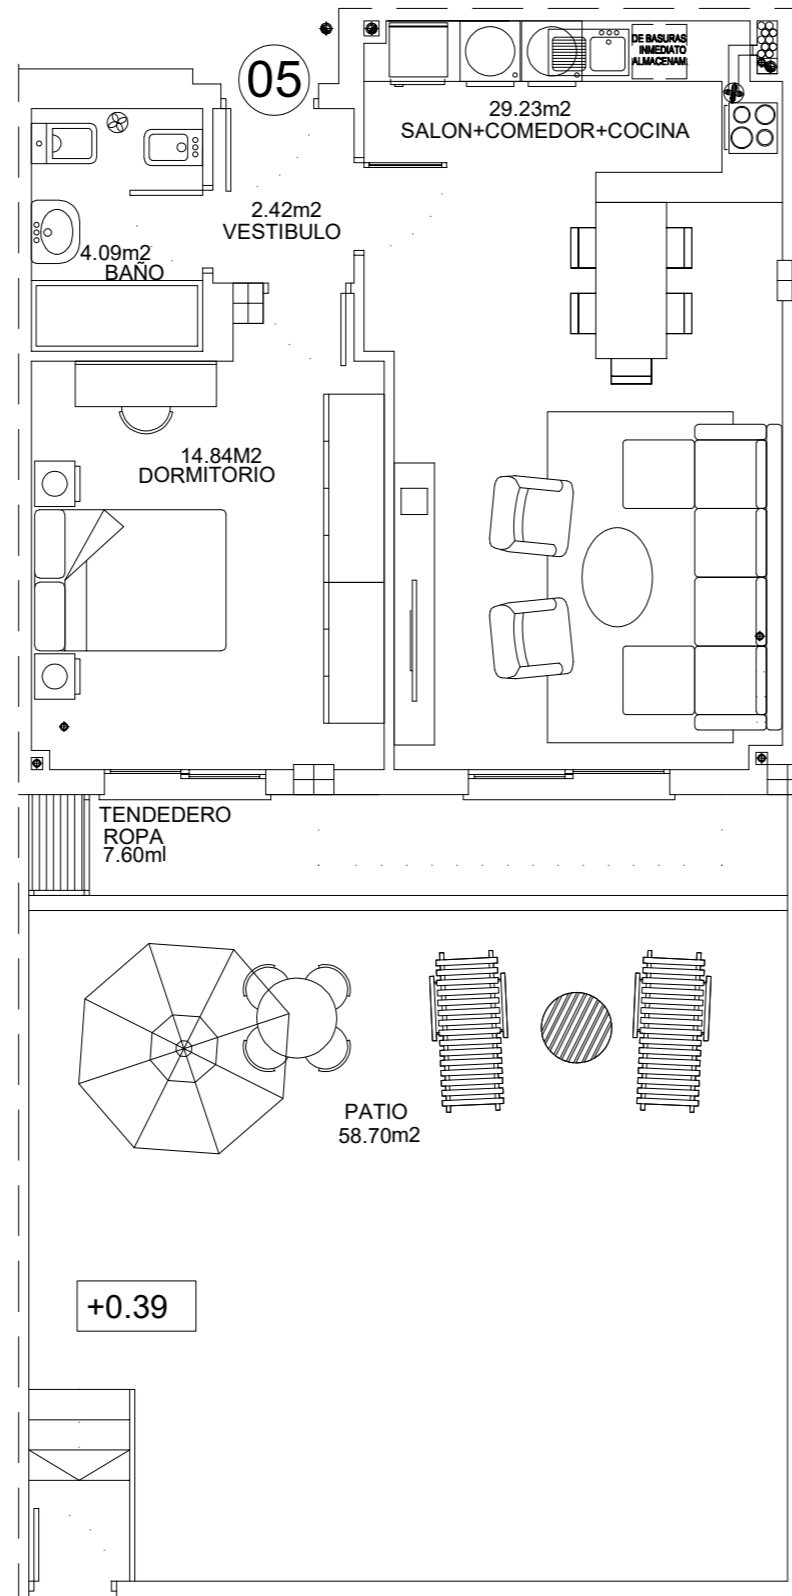 05
DE BASURAS
INMEDIATO
ALMACENAM.
29.23m2
SALON+COMEDOR+COCINA
2.42m2
VESTIBULO
4.09m2
BAÑO
14.84M2
DORMITORIO
TENDEDERO
ROPA
7.60ml
PATIO
58.70m2
+0.39